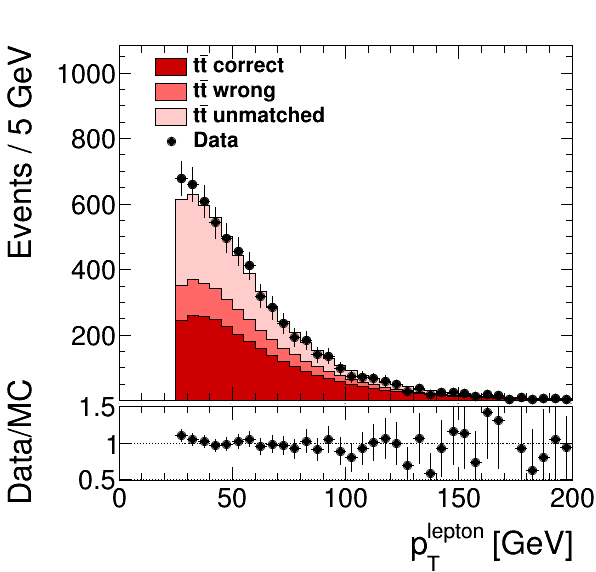 Events / 5 GeV
1000
800
600
400
200
tt̄ correct
tt̄ wrong
tt̄ unmatched
Data
Data/MC
1.5
1
0.5
0 50 100 150 200
p_T^lepton [GeV]